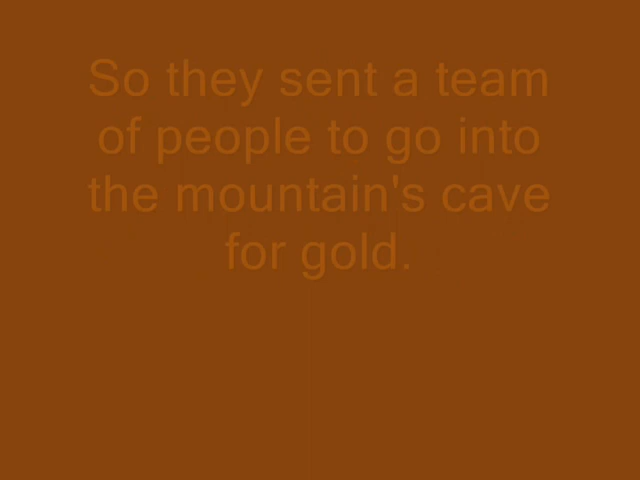 So they sent a team
of people to go into
the mountain's cave
for gold.